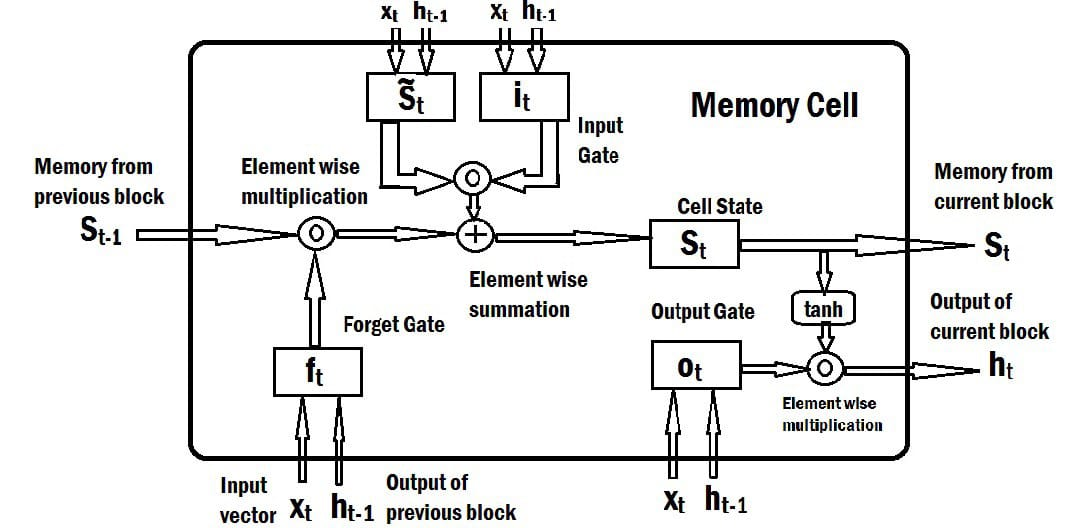 xt ht-1 xt ht-1
S̃t
it
Memory Cell
Input
Gate
Memory from
previous block
St-1
Element wise
multiplication
Cell State
St
Memory from
current block
St
Element wise
summation
Forget Gate
ft
Output Gate
tanh
Output of
current block
ht
ot
Element wise
multiplication
Input
vector
xt ht-1
Output of
previous block
xt ht-1